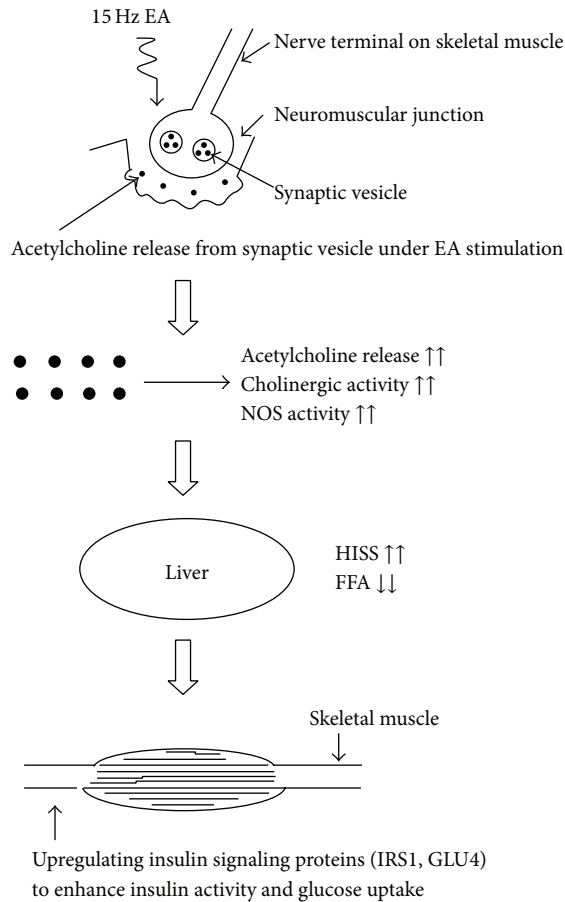 15 Hz EA
Nerve terminal on skeletal muscle
Neuromuscular junction
Synaptic vesicle
Acetylcholine release from synaptic vesicle under EA stimulation
Acetylcholine release ↑↑
Cholinergic activity ↑↑
NOS activity ↑↑
Liver
HISS ↑↑
FFA ↓↓
Skeletal muscle
Upregulating insulin signaling proteins (IRS1, GLU4)
to enhance insulin activity and glucose uptake